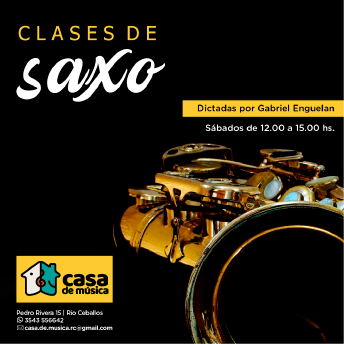 CLASES DE
saxo
Dictadas por Gabriel Enguelan
Sábados de 12.00 a 15.00 hs.
casa
de música
Pedro Rivera 15 | Río Ceballos
3543 556642
casa.de.musica.rc@gmail.com